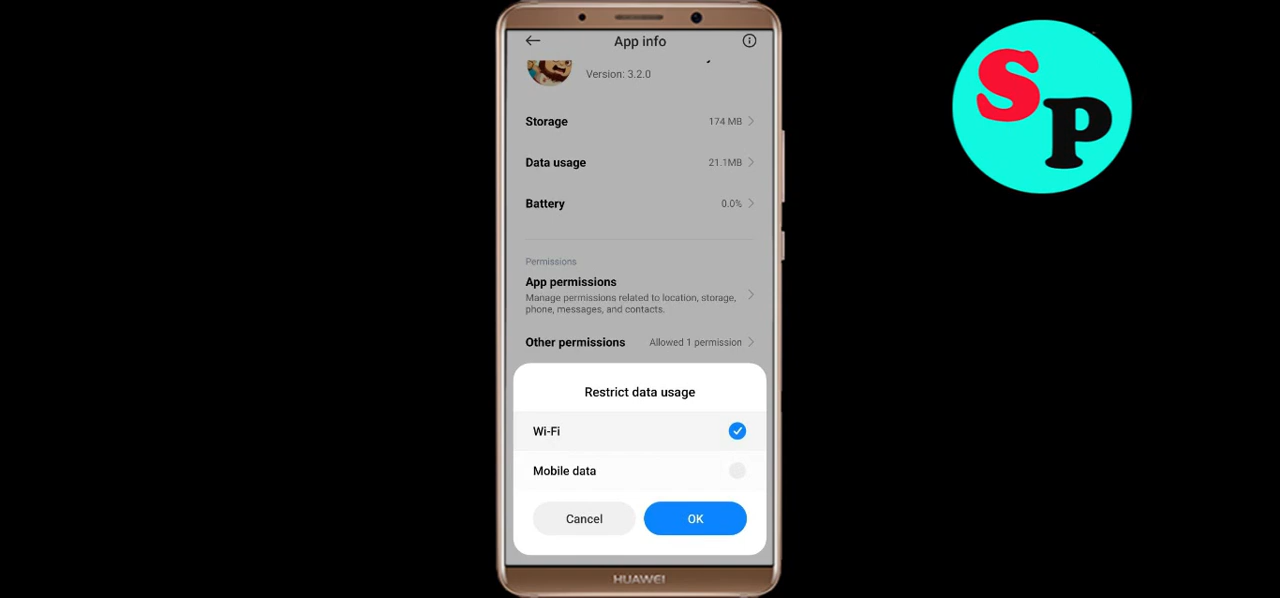 App info
Version: 3.2.0
Storage 174 MB
Data usage 21.1MB
Battery 0.0%
Permissions
App permissions
Manage permissions related to location, storage,
phone, messages, and contacts.
Other permissions Allowed 1 permission
Restrict data usage
Wi-Fi
Mobile data
Cancel OK
HUAWEI
SP